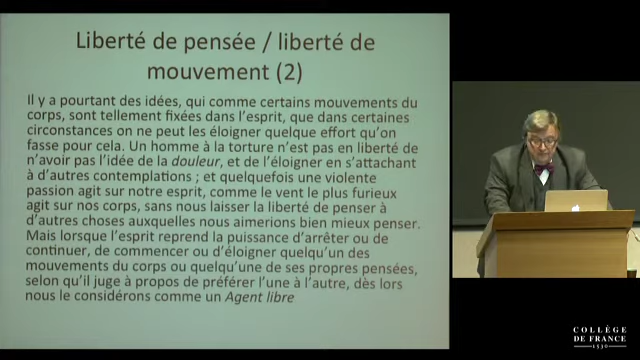 Liberté de pensée / liberté de
mouvement (2)
Il y a pourtant des idées, qui comme certains mouvements du
corps, sont tellement fixées dans l'esprit, que dans certaines
circonstances on ne peut les éloigner quelque effort qu'on
fasse pour cela. Un homme à la torture n'est pas en liberté de
n'avoir pas l'idée de la douleur, et de l'éloigner en s'attachant
à d'autres contemplations ; et quelquefois une violente
passion agit sur notre esprit, comme le vent le plus furieux
agit sur nos corps, sans nous laisser la liberté de penser à
d'autres choses auxquelles nous aimerions bien mieux penser.
Mais lorsque l'esprit reprend la puissance d'arrêter ou de
continuer, de commencer ou d'éloigner quelqu'un des
mouvements du corps ou quelqu'une de ses propres pensées,
selon qu'il juge à propos de préférer l'une à l'autre, dès lors
nous le considérons comme un Agent libre
COLLÈGE
DE FRANCE
1530